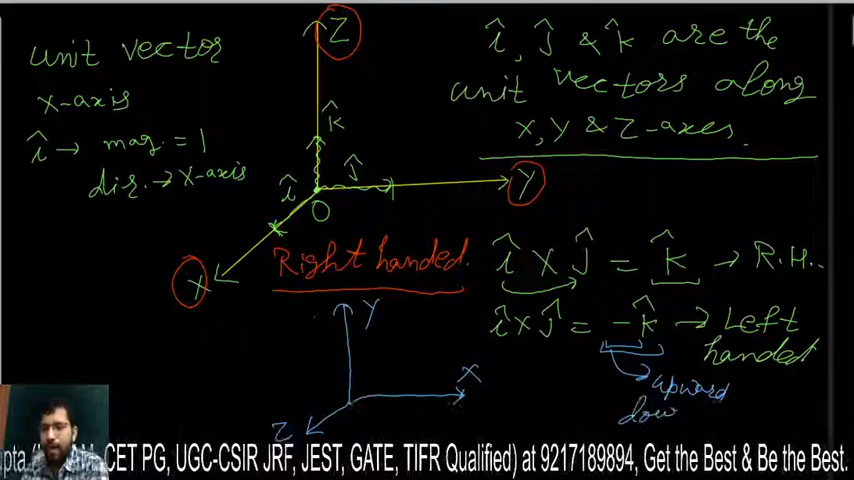 unit vector
x-axis
î → mag. = 1
dir. → x-axis
Z
k̂
ĵ
î
O
Y
X
Right handed.
î, ĵ & k̂ are the
unit vectors along
x, y & z-axes.
î X ĵ = k̂ → R.H..
î x ĵ = -k̂ → Left
handed
upward
dow
Y
X
Z
CET PG, UGC-CSIR JRF, JEST, GATE, TIFR Qualified) at 9217189894, Get the Best & Be the Best.